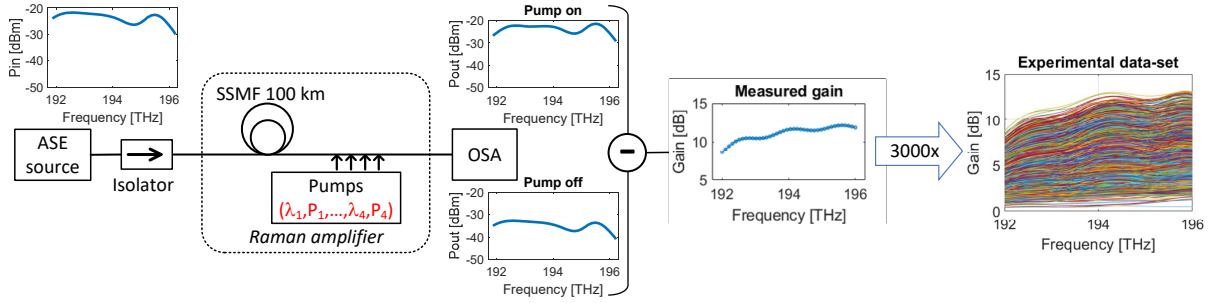 -20
-30
-40
-50
Pin [dBm]
192
194
196
Frequency [THz]
ASE
source
Isolator
SSMF 100 km
Pumps
(λ1,P1,...,λ4,P4)
Raman amplifier
OSA
Pump on
-20
-30
-40
-50
Pout [dBm]
192
194
196
Frequency [THz]
Pump off
-20
-30
-40
-50
Pout [dBm]
192
194
196
Frequency [THz]
Measured gain
15
10
5
Gain [dB]
192
194
196
Frequency [THz]
3000x
Experimental data-set
15
10
5
0
Gain [dB]
192
194
196
Frequency [THz]